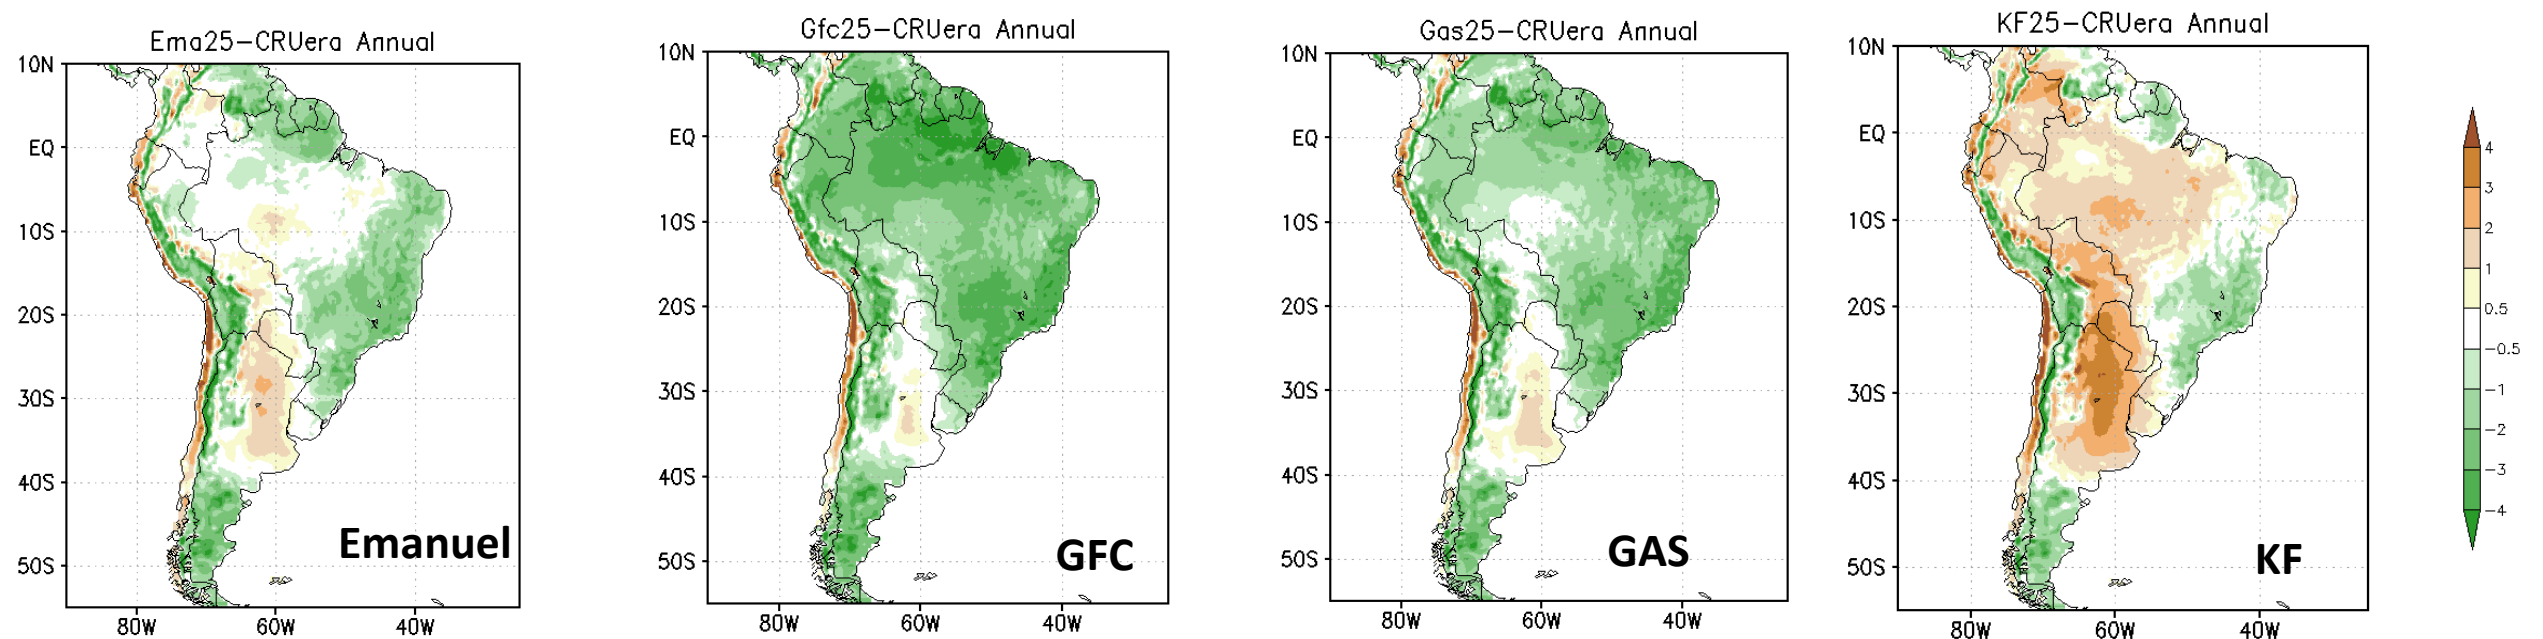 Ema25-CRUera Annual
10N
EQ
10S
20S
30S
40S
50S
80W 60W 40W
Emanuel
Gfc25-CRUera Annual
10N
EQ
10S
20S
30S
40S
50S
80W 60W 40W
GFC
Gas25-CRUera Annual
10N
EQ
10S
20S
30S
40S
50S
80W 60W 40W
GAS
KF25-CRUera Annual
10N
EQ
10S
20S
30S
40S
50S
80W 60W 40W
KF
4
3
2
1
0.5
-0.5
-1
-2
-3
-4